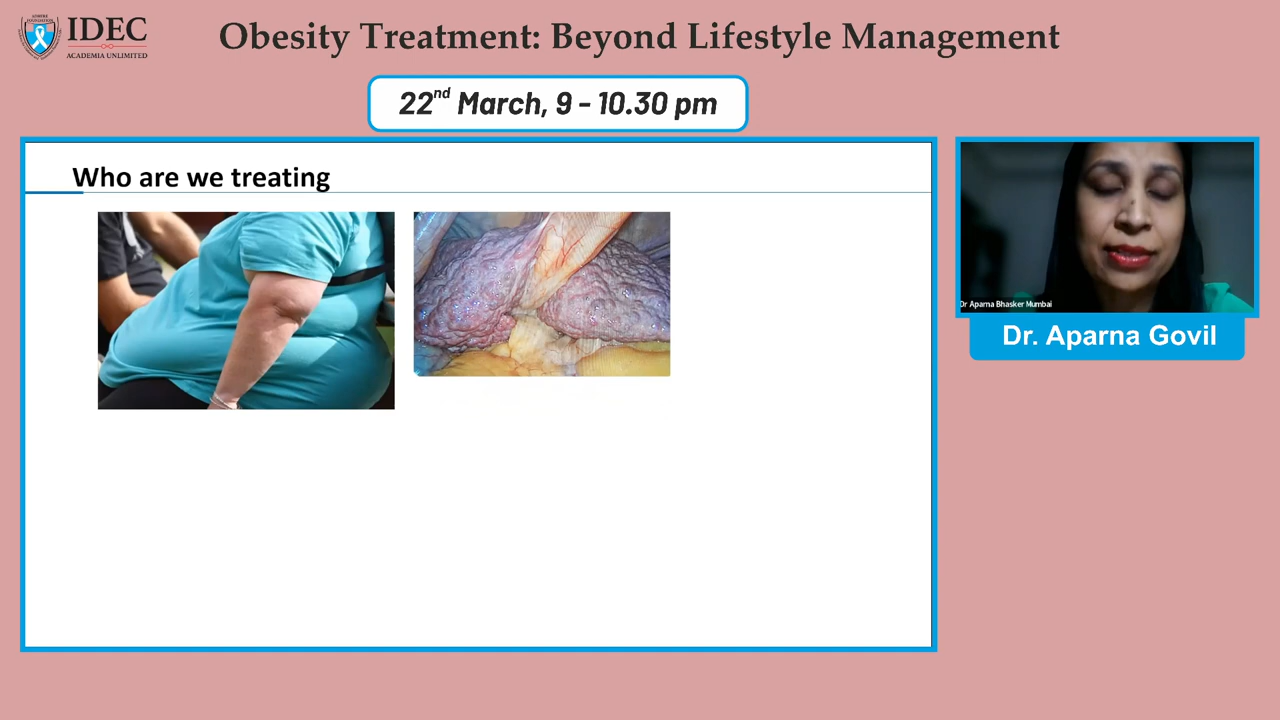 IDEC
ACADEMIA UNLIMITED
Obesity Treatment: Beyond Lifestyle Management
22nd March, 9 - 10.30 pm
Who are we treating
Dr Aparna Bhasker Mumbai
Dr. Aparna Govil